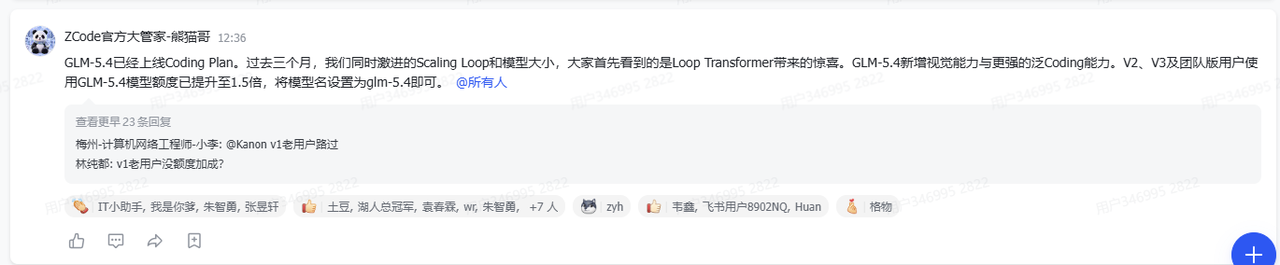 ZCode官方大管家-熊猫哥 12:36
GLM-5.4已经上线Coding Plan。过去三个月，我们同时激进的Scaling Loop和模型大小，大家首先看到的是Loop Transformer带来的惊喜。GLM-5.4新增视觉能力与更强的泛Coding能力。V2、V3及团队版用户使
用GLM-5.4模型额度已提升至1.5倍，将模型名设置为glm-5.4即可。 @所有人
查看更早 23 条回复
梅州-计算机网络工程师-小李: @Kanon v1老用户路过
林纯都: v1老用户没额度加成?
IT小助手, 我是你爹, 朱智勇, 张昱轩 土豆, 湖人总冠军, 袁春霖, wr, 朱智勇, +7 人 zyh 韦鑫, 飞书用户8902NQ, Huan 格物
用户346995 2822